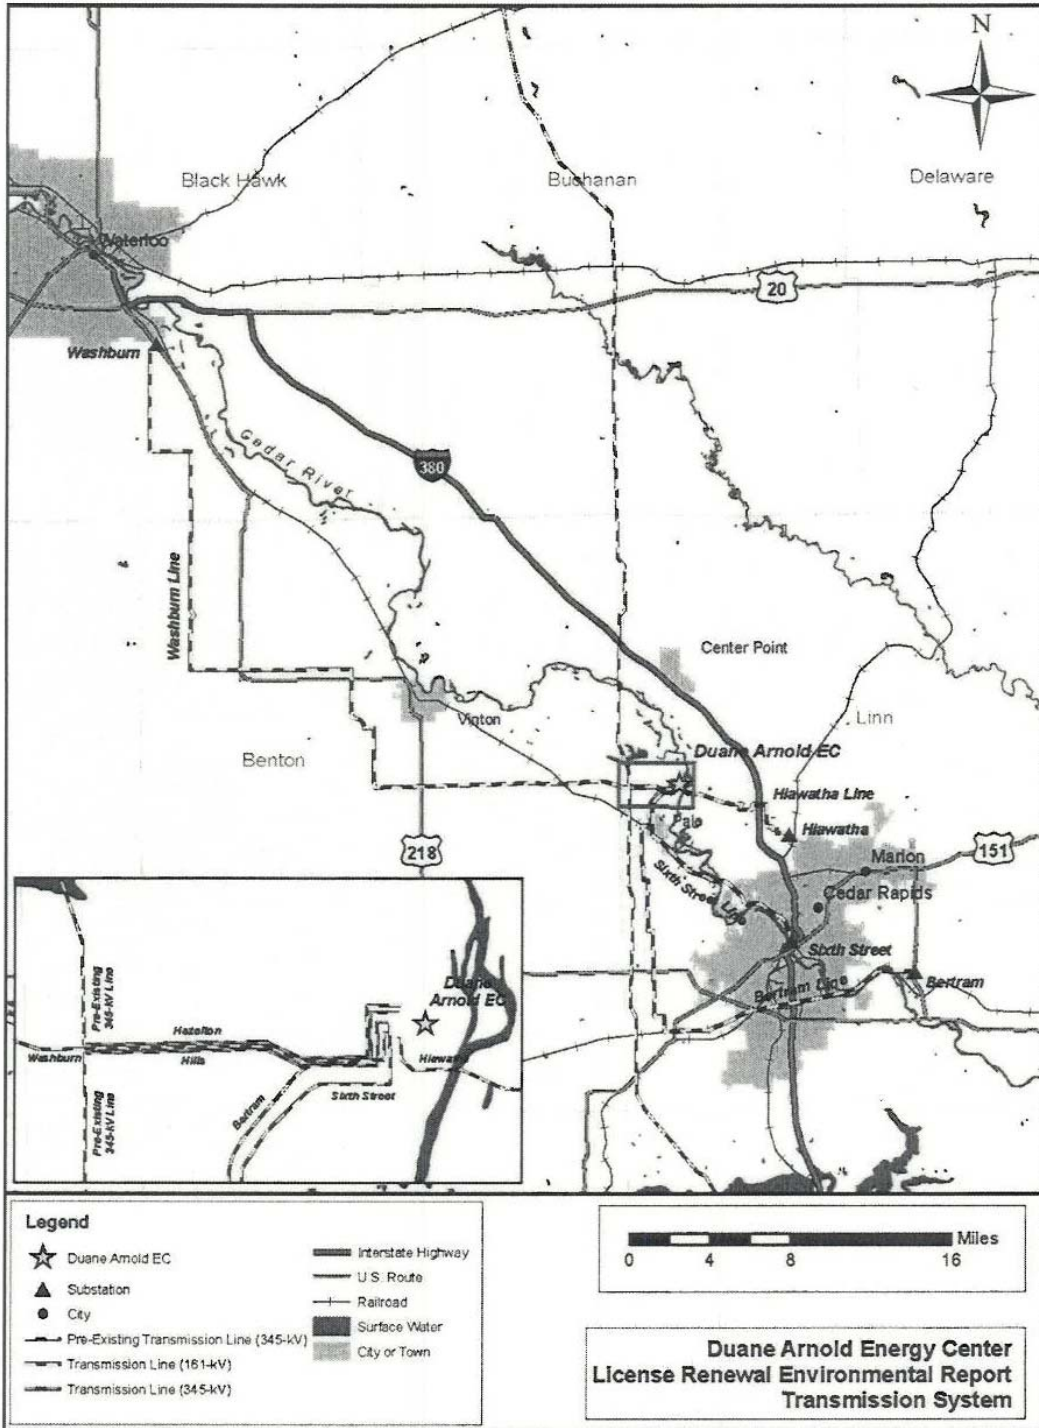 N
Black Hawk
Buchanan
Delaware
Waterloo
20
Washburn
Cedar River
380
Washburn Line
Center Point
Linn
Vinton
Benton
Duane Arnold EC
Hiawatha Line
Palo
Hiawatha
218
151
Marion
Sixth Street Line
Cedar Rapids
Sixth Street
Bertram Line
Bertram
Pre-Existing
345-kV Line
Duane
Arnold EC
Hazelton
Washburn
Hills
Hiawatha
Sixth Street
Bertram
Pre-Existing
345-kV Line
Legend
Duane Arnold EC
Substation
City
Pre-Existing Transmission Line (345-kV)
Transmission Line (161-kV)
Transmission Line (345-kV)
Interstate Highway
U.S. Route
Railroad
Surface Water
City or Town
Miles
0 4 8 16
Duane Arnold Energy Center
License Renewal Environmental Report
Transmission System